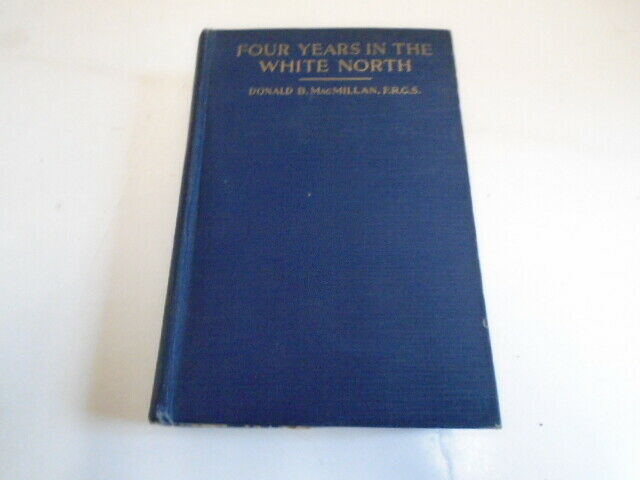 FOUR YEARS IN THE
WHITE NORTH
DONALD B. MACMILLAN, F.R.G.S.